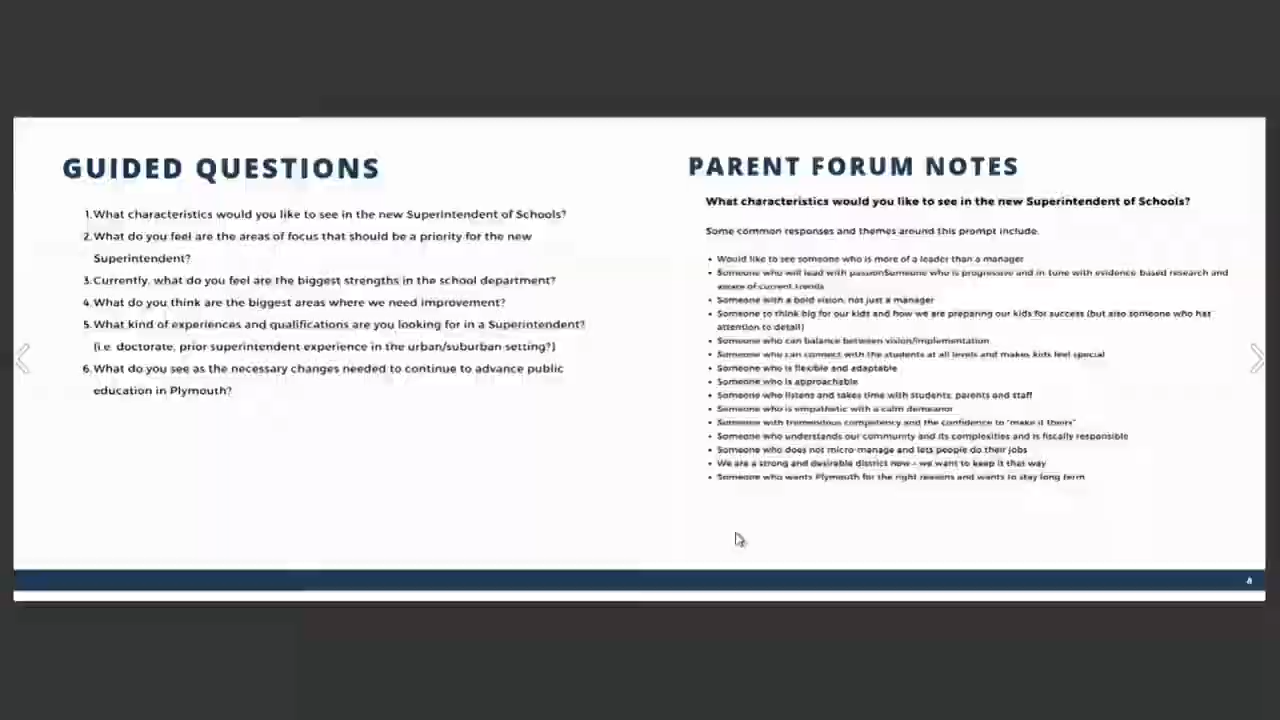 GUIDED QUESTIONS
1. What characteristics would you like to see in the new Superintendent of Schools?
2. What do you feel are the areas of focus that should be a priority for the new
Superintendent?
3. Currently, what do you feel are the biggest strengths in the school department?
4. What do you think are the biggest areas where we need improvement?
5. What kind of experiences and qualifications are you looking for in a Superintendent?
(i.e. doctorate, prior superintendent experience in the urban/suburban setting?)
6. What do you see as the necessary changes needed to continue to advance public
education in Plymouth?
PARENT FORUM NOTES
What characteristics would you like to see in the new Superintendent of Schools?
Some common responses and themes around this prompt include:
• Would like to see someone who is more of a leader than a manager
• Someone who will lead with passionSomeone who is progressive and in tune with evidence based research and
aware of current trends
• Someone with a bold vision, not just a manager
• Someone to think big for our kids and how we are preparing our kids for success (but also someone who has
attention to detail)
• Someone who can balance between vision/implementation
• Someone who can connect with the students at all levels and makes kids feel special
• Someone who is flexible and adaptable
• Someone who is approachable
• Someone who listens and takes time with students, parents and staff
• Someone who is empathetic with a calm demeanor
• Someone with tremendous competency and the confidence to "make it theirs"
• Someone who understands our community and its complexities and is fiscally responsible
• Someone who does not micro-manage and lets people do their jobs
• We are a strong and desirable district now - we want to keep it that way
• Someone who wants Plymouth for the right reasons and wants to stay long term